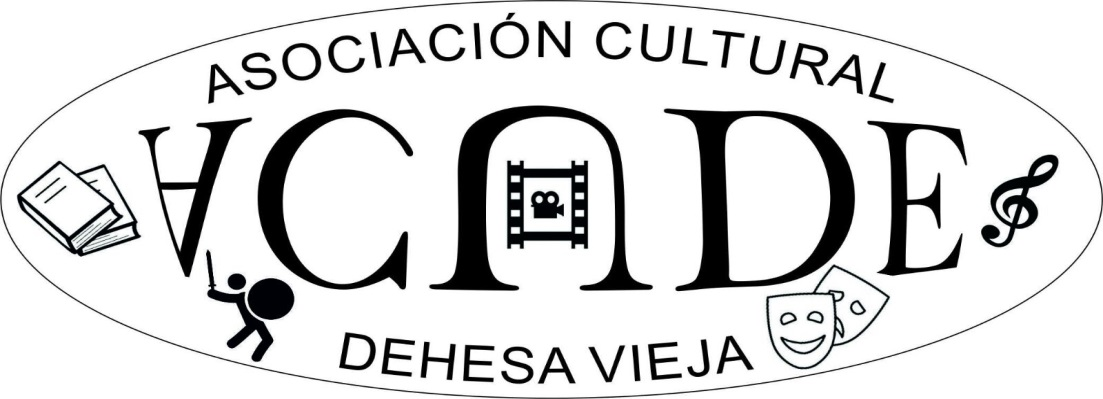 ASOCIACIÓN CULTURAL
ACUDE
DEHESA VIEJA